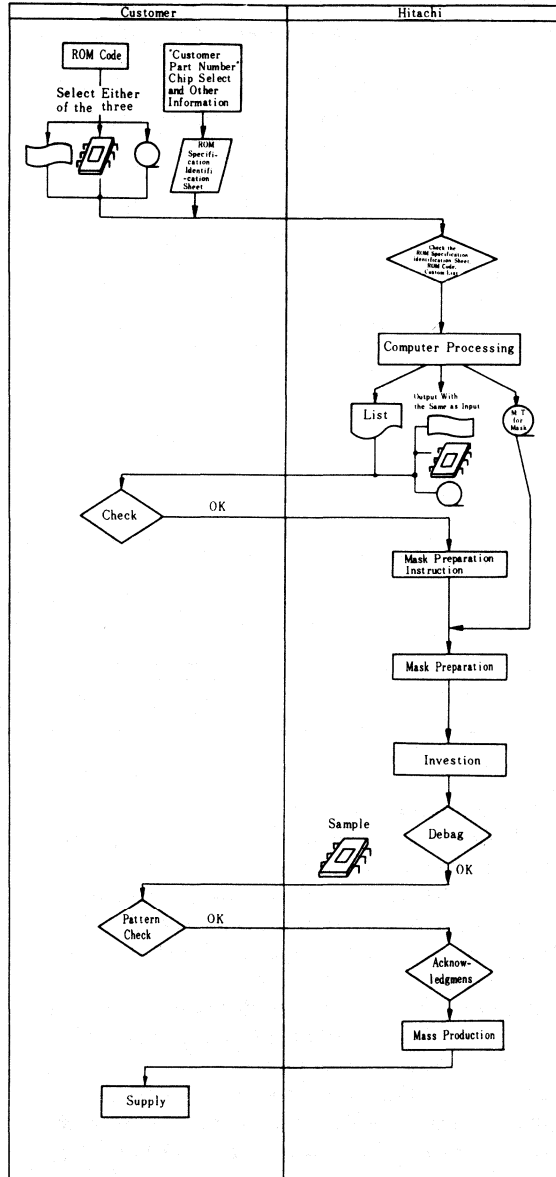 Customer
Hitachi
ROM Code
"Customer
Part Number"
Chip Select
and Other
Information
Select Either
of the three
ROM
Specifi-
cation
Identifi
-cation
Sheet
Check the
ROM Specification
Identification Sheet
ROM Code,
Custom List
Computer Processing
Output With
the Same as Input
List
M T
for
Mask
Check
OK
Mask Preparation
Instruction
Mask Preparation
Investion
Sample
Debag
OK
Pattern
Check
OK
Acknow-
ledgmens
Mass Production
Supply